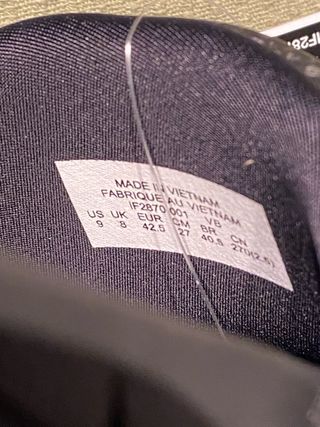 IF28
MADE IN VIETNAM
FABRIQUE AU VIETNAM
IF2870 001 VB
US UK EUR CM BR CN
9 8 42.5 27 40.5 270(2.5)